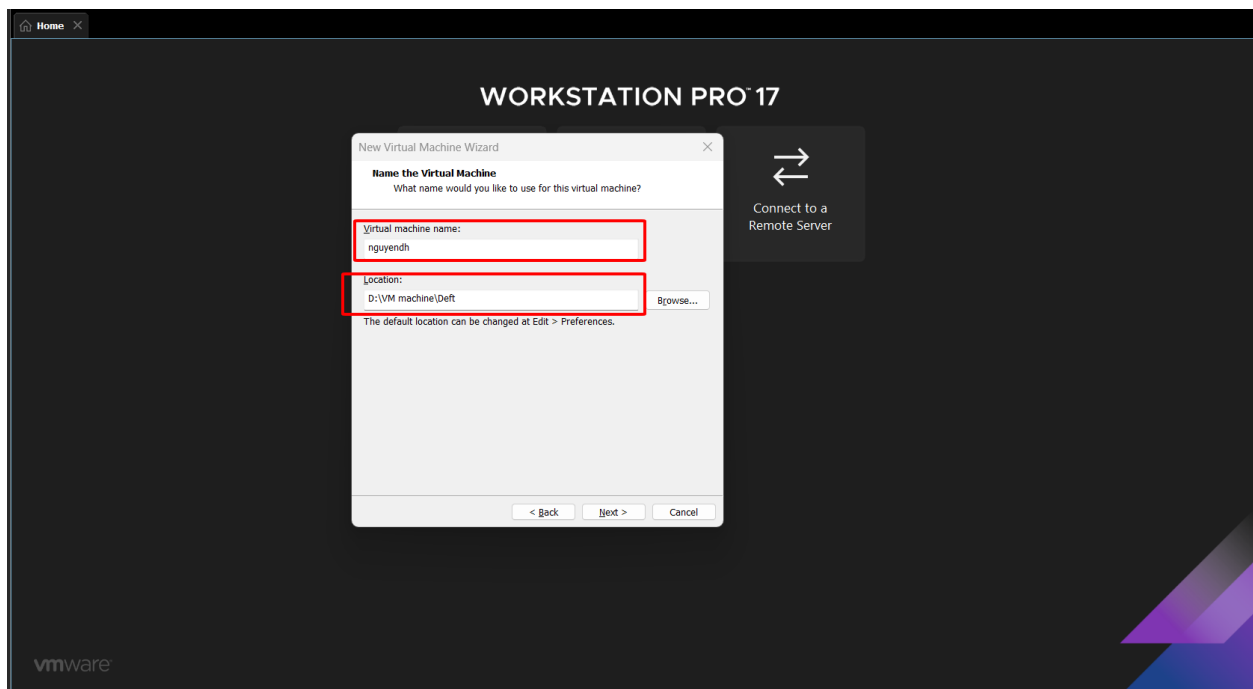 Home
WORKSTATION PRO™ 17
New Virtual Machine Wizard
Name the Virtual Machine
What name would you like to use for this virtual machine?
Virtual machine name:
nguyendh
Location:
D:\VM machine\Deft
Browse...
The default location can be changed at Edit > Preferences.
< Back Next > Cancel
Connect to a
Remote Server
vmware®